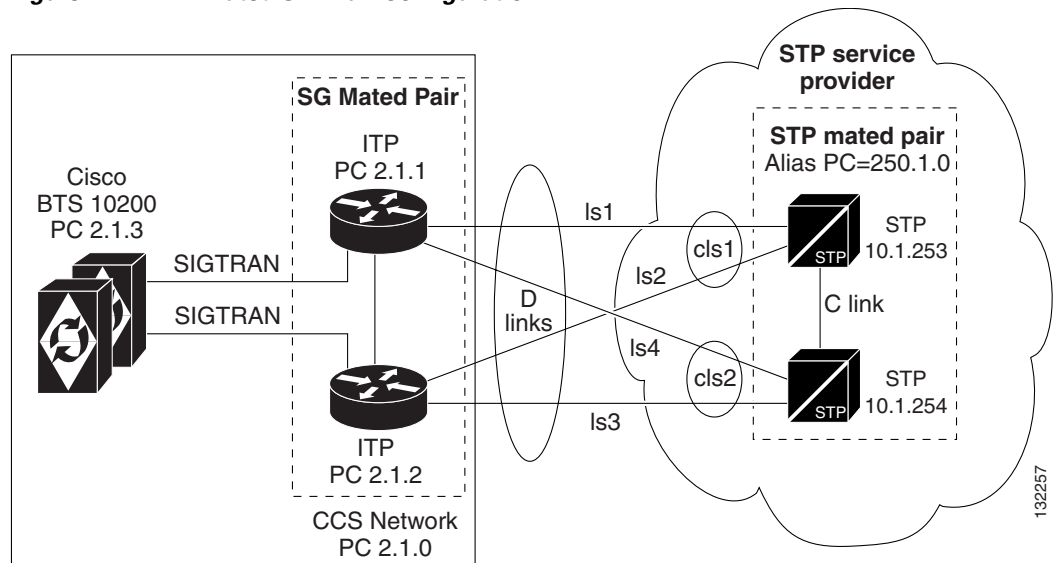 STP service
provider
SG Mated Pair
STP mated pair
Alias PC=250.1.0
ITP
PC 2.1.1
Cisco
BTS 10200
PC 2.1.3
ls1
STP
STP
10.1.253
cls1
SIGTRAN
ls2
D
links
C link
SIGTRAN
ls4
cls2
STP
STP
10.1.254
ls3
ITP
PC 2.1.2
CCS Network
PC 2.1.0
132257